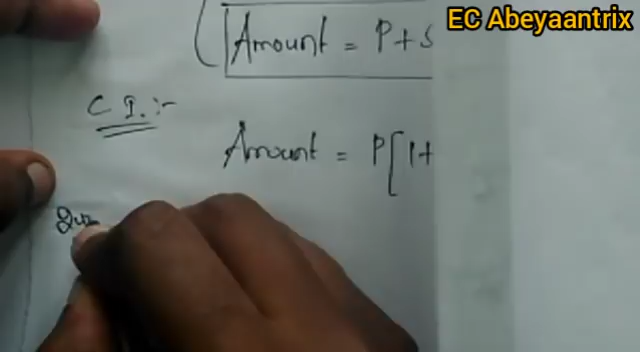 EC Abeyaantrix
Amount = P + S
C I. :-
Amount = P[1+